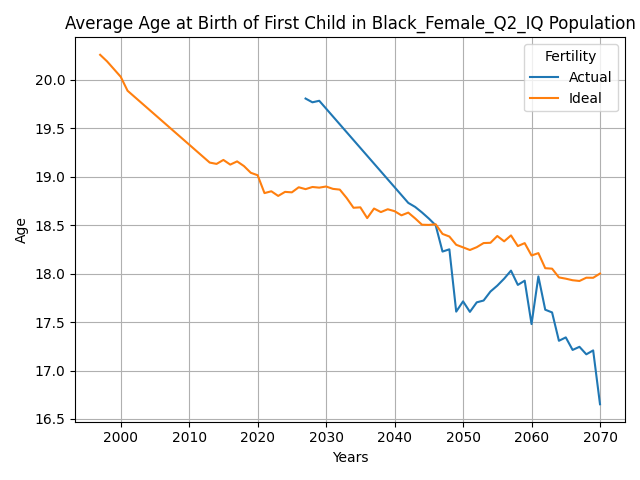 Average Age at Birth of First Child in Black_Female_Q2_IQ Population
Fertility
Actual
Ideal
20.0
19.5
19.0
18.5
18.0
17.5
17.0
16.5
Age
2000 2010 2020 2030 2040 2050 2060 2070
Years